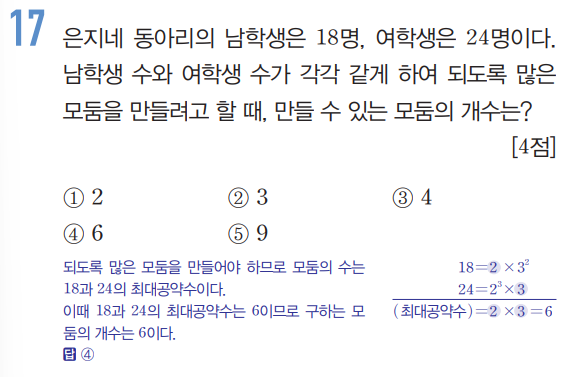 17 은지네 동아리의 남학생은 18명, 여학생은 24명이다.
남학생 수와 여학생 수가 각각 같게 하여 되도록 많은
모둠을 만들려고 할 때, 만들 수 있는 모둠의 개수는?
[4점]
① 2 ② 3 ③ 4
④ 6 ⑤ 9
되도록 많은 모둠을 만들어야 하므로 모둠의 수는
18과 24의 최대공약수이다.
이때 18과 24의 최대공약수는 6이므로 구하는 모
둠의 개수는 6이다.
답 ④
18=2×3²
24=2³×3
(최대공약수)=2×3=6